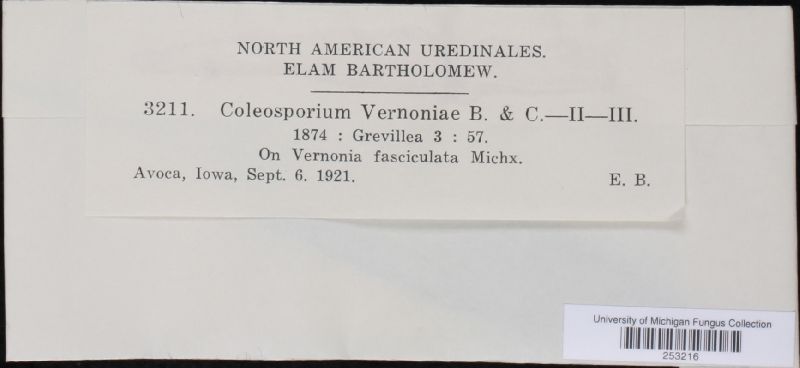 NORTH AMERICAN UREDINALES.
ELAM BARTHOLOMEW.
3211. Coleosporium Vernoniae B. & C.—II—III.
1874 : Grevillea 3 : 57.
On Vernonia fasciculata Michx.
Avoca, Iowa, Sept. 6. 1921. E. B.
University of Michigan Fungus Collection
253216